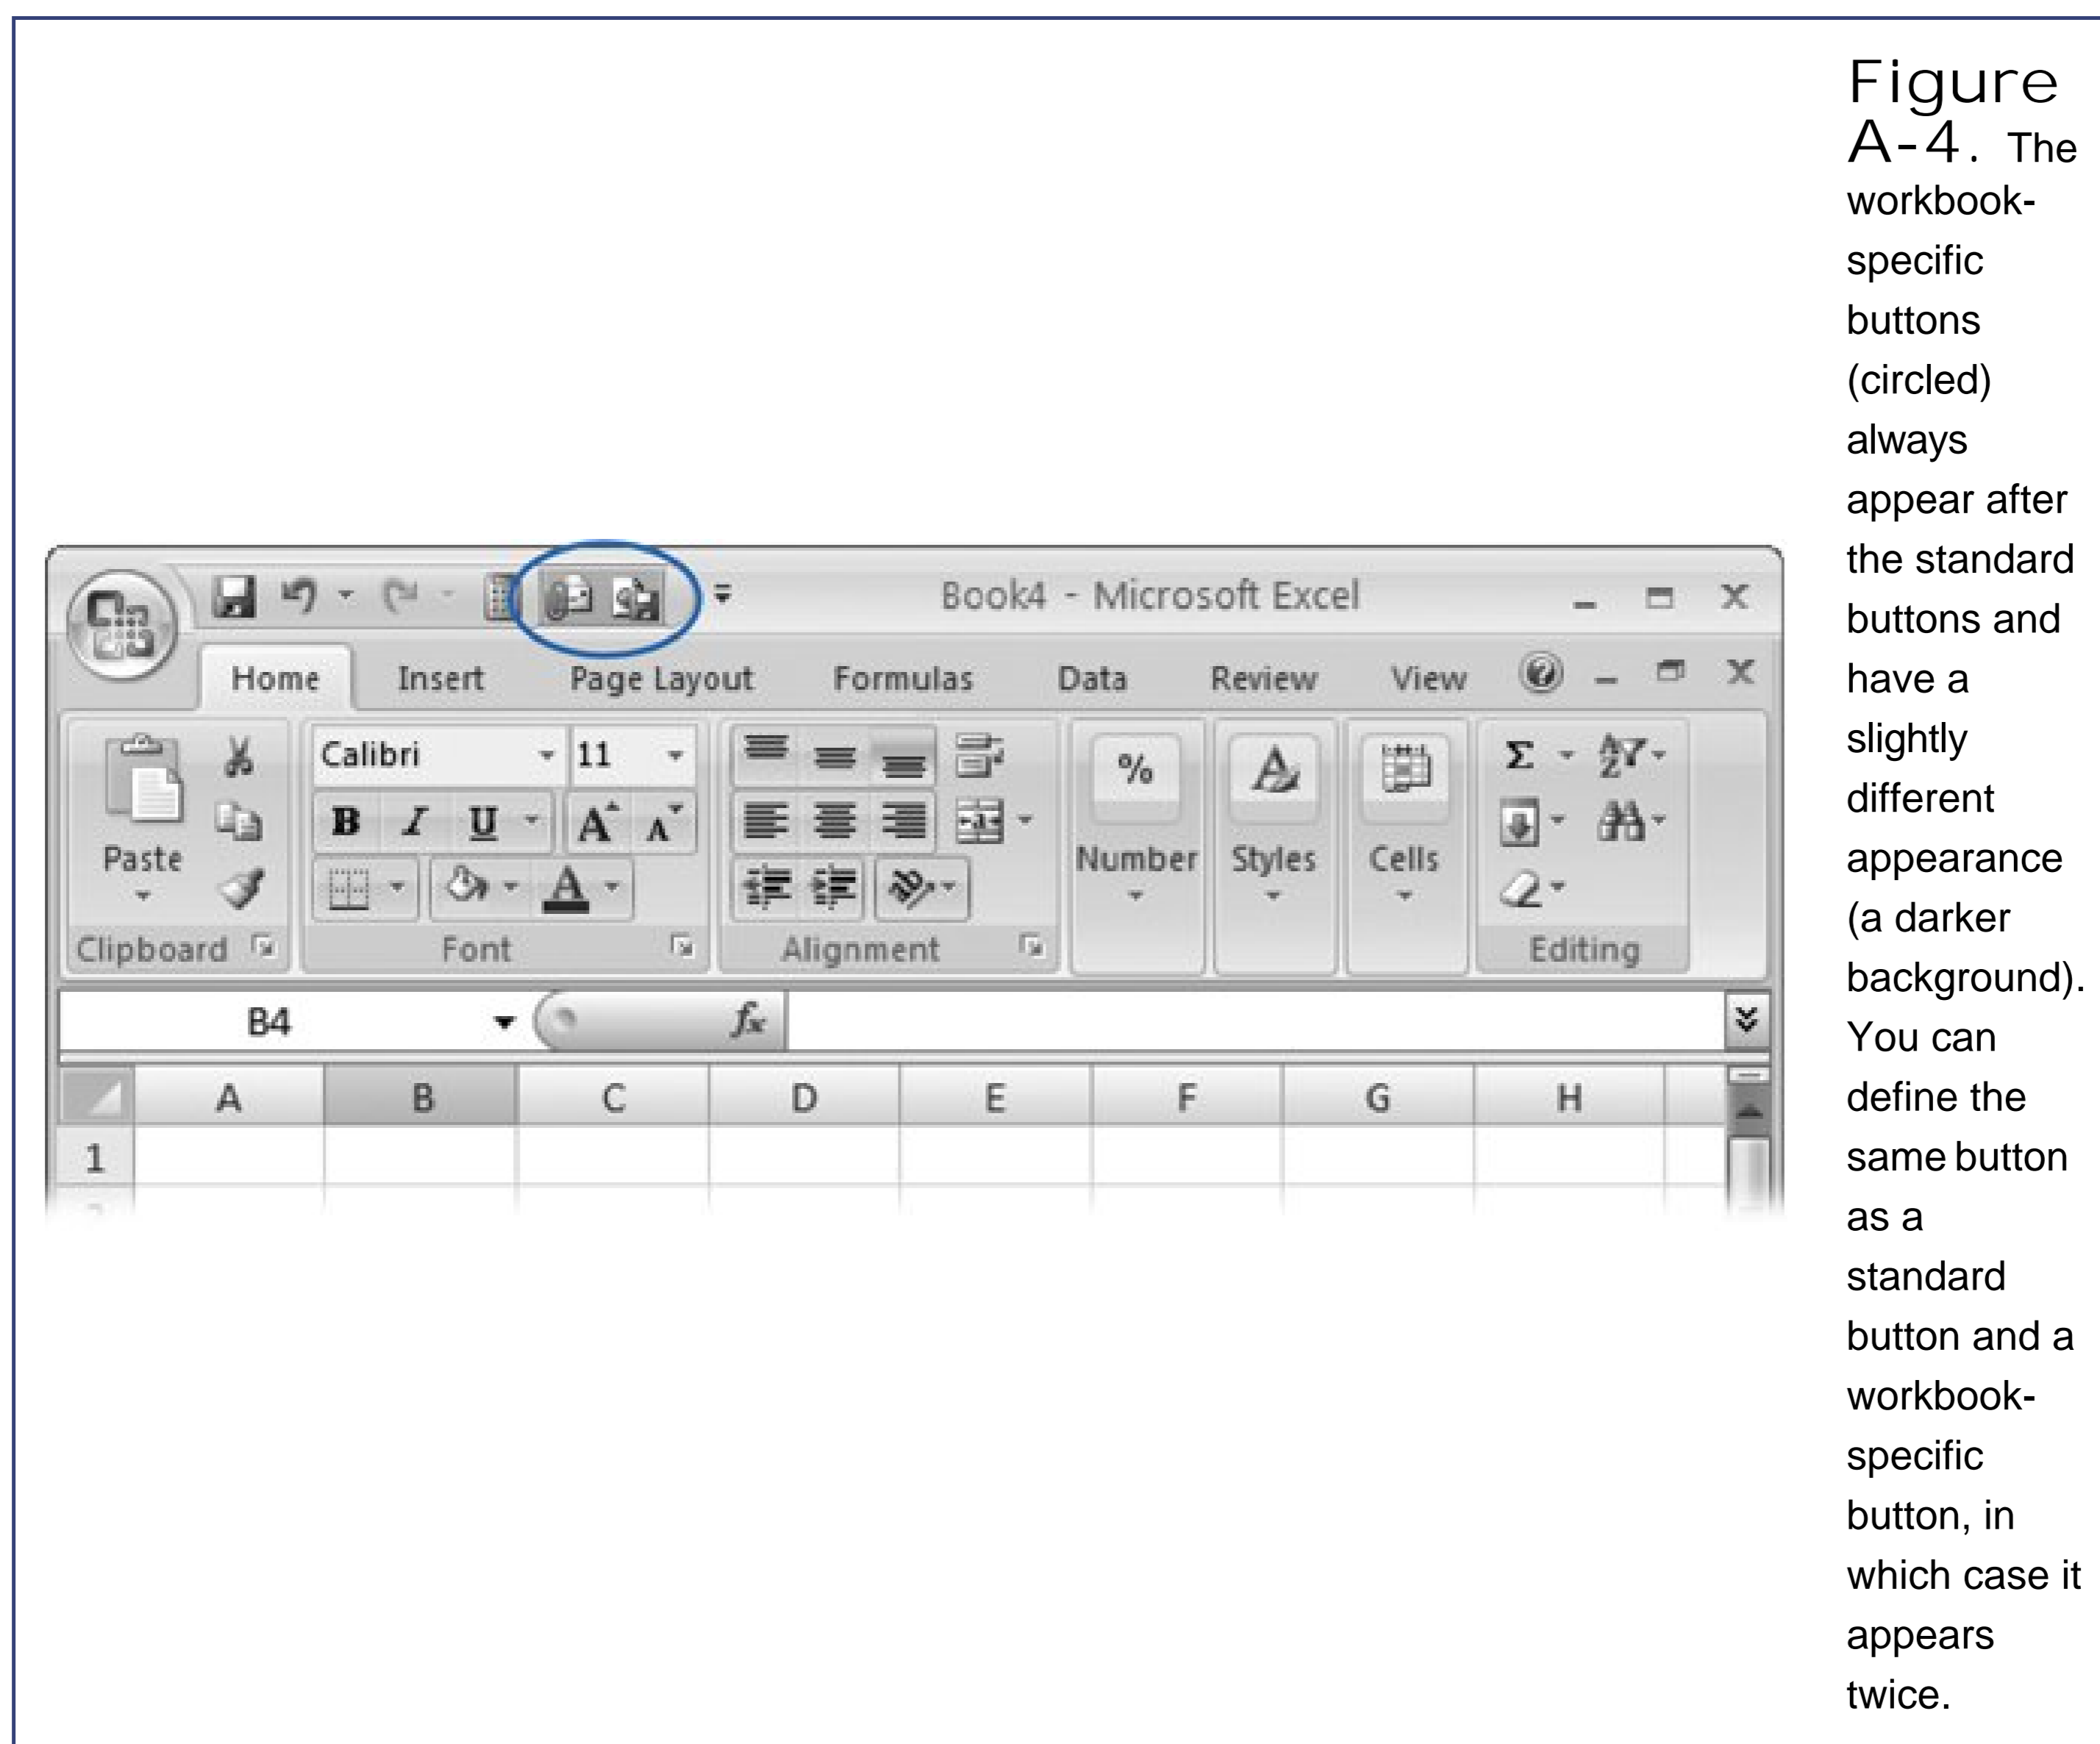 Book4 - Microsoft Excel
Home Insert Page Layout Formulas Data Review View
Calibri 11
B I U A A
Paste
A
%
A
Number Styles Cells
Σ
Clipboard Font Alignment Editing
B4 fx
A B C D E F G H
1
Figure
A-4. The
workbook-
specific
buttons
(circled)
always
appear after
the standard
buttons and
have a
slightly
different
appearance
(a darker
background).
You can
define the
same button
as a
standard
button and a
workbook-
specific
button, in
which case it
appears
twice.